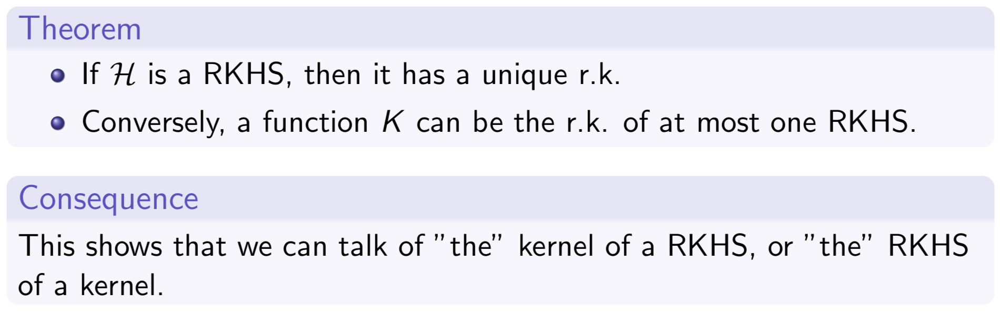 Theorem
• If ℋ is a RKHS, then it has a unique r.k.
• Conversely, a function K can be the r.k. of at most one RKHS.
Consequence
This shows that we can talk of ”the” kernel of a RKHS, or ”the” RKHS
of a kernel.